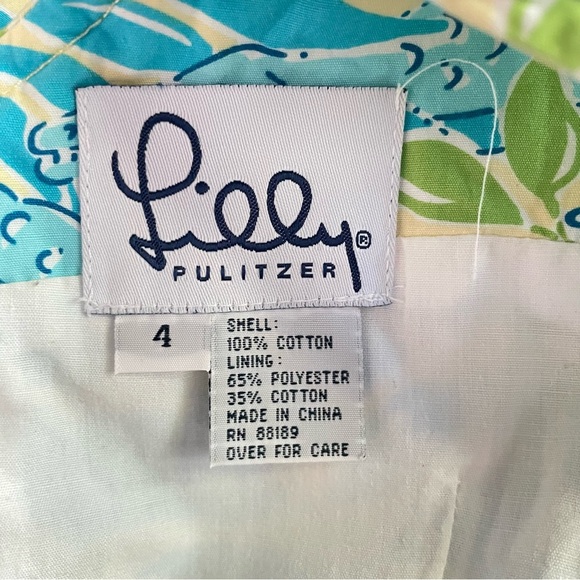 Lilly®
PULITZER
4
SHELL:
100% COTTON
LINING:
65% POLYESTER
35% COTTON
MADE IN CHINA
RN 88189
OVER FOR CARE